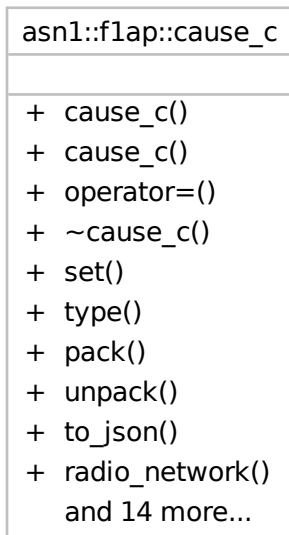 asn1::f1ap::cause_c
+ cause_c()
+ cause_c()
+ operator=()
+ ~cause_c()
+ set()
+ type()
+ pack()
+ unpack()
+ to_json()
+ radio_network()
and 14 more...